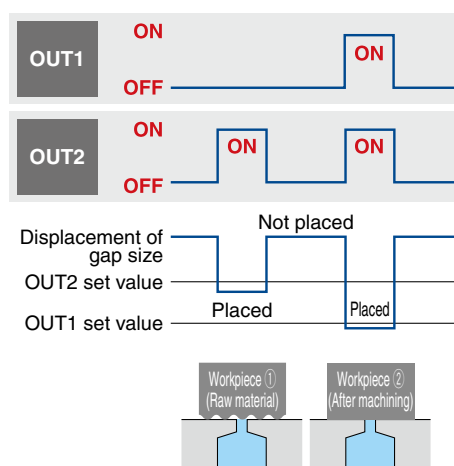 ON
OUT1
ON
OFF
ON
OUT2
ON
ON
OFF
Not placed
Displacement of
gap size
OUT2 set value
Placed
Placed
OUT1 set value
Workpiece ①
(Raw material)
Workpiece ②
(After machining)